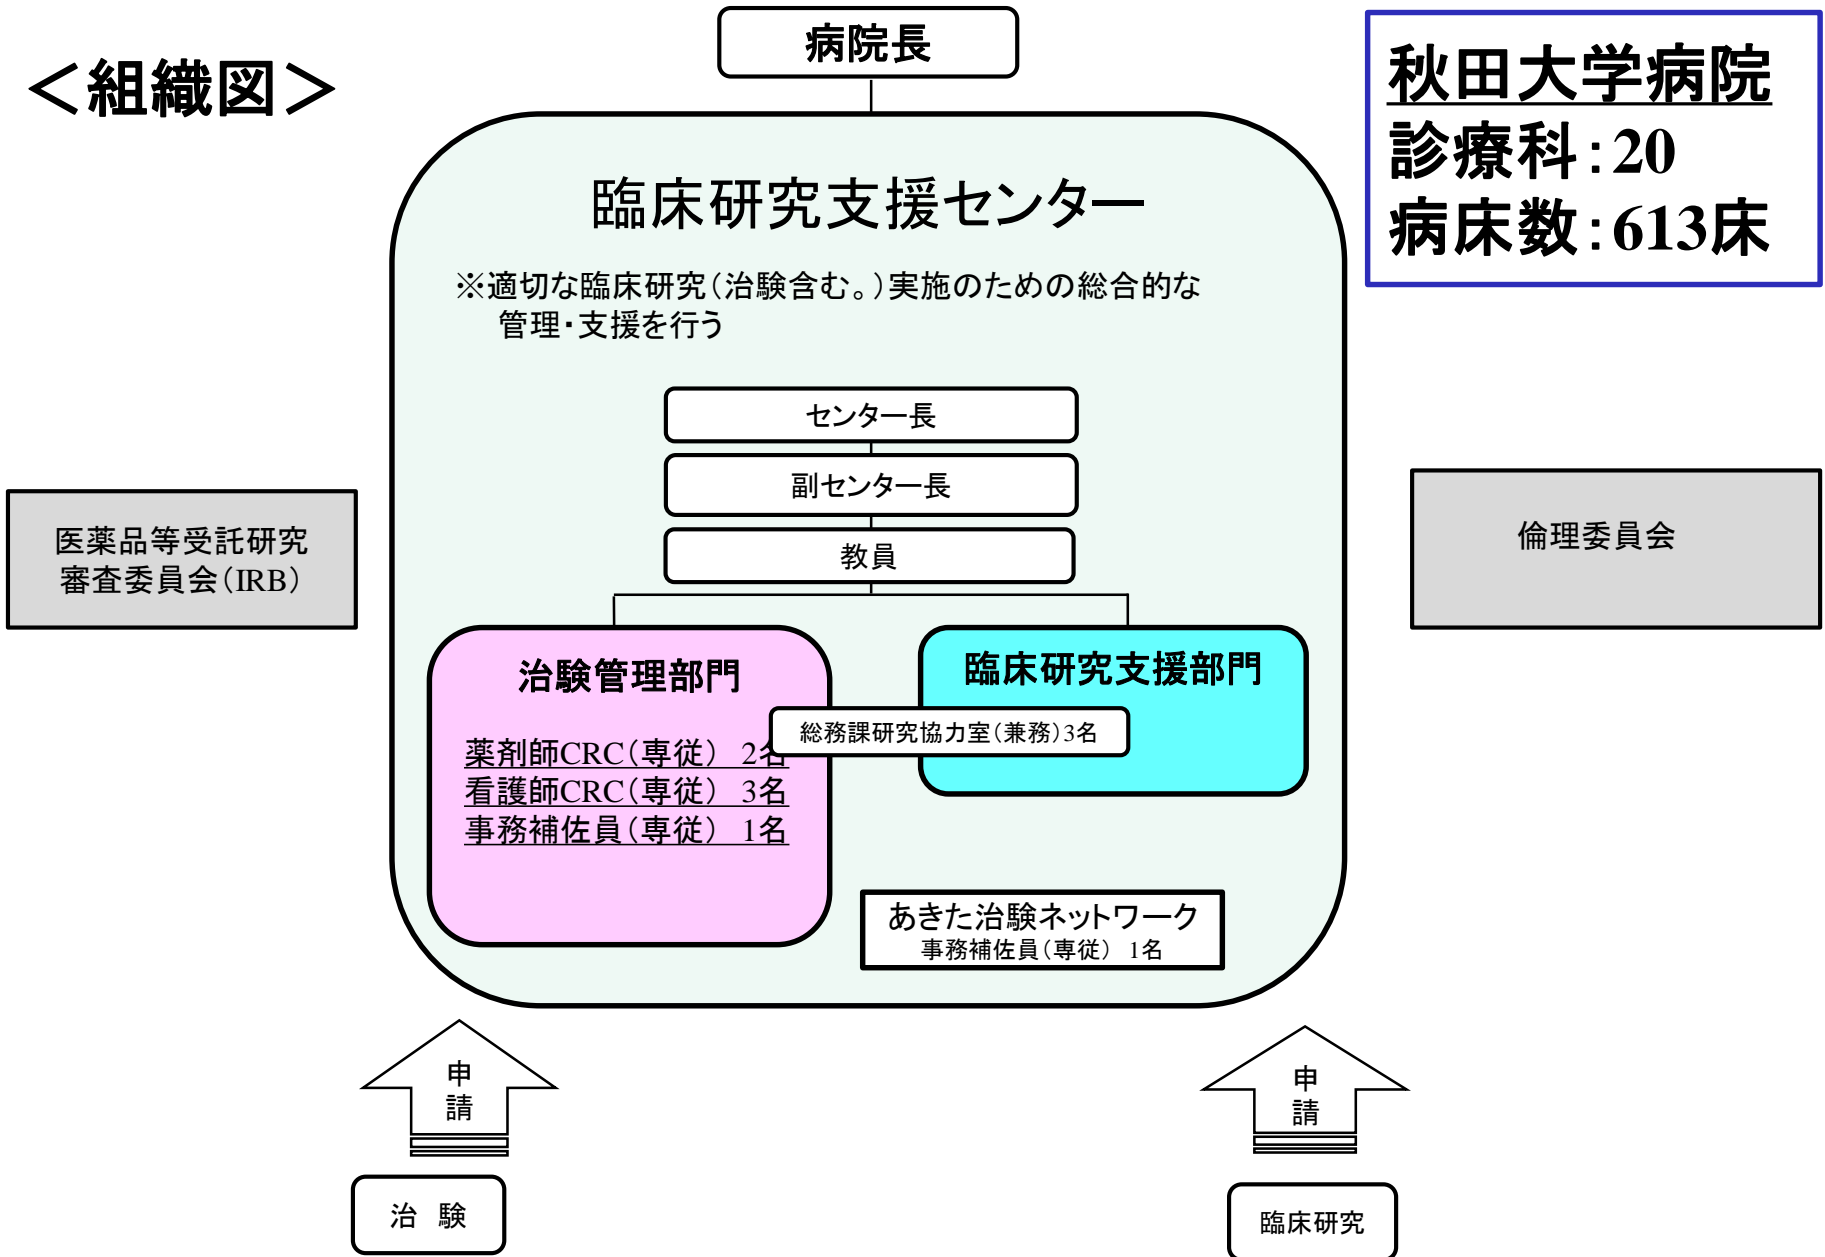 ＜組織図＞
病院長
秋田大学病院
診療科：20
病床数：613床
臨床研究支援センター
※適切な臨床研究（治験含む。）実施のための総合的な
管理・支援を行う
センター長
副センター長
教員
医薬品等受託研究
審査委員会（IRB）
倫理委員会
治験管理部門
薬剤師CRC（専従） 2名
看護師CRC（専従） 3名
事務補佐員（専従） 1名
臨床研究支援部門
総務課研究協力室（兼務）3名
あきた治験ネットワーク
事務補佐員（専従） 1名
申
請
治 験
申
請
臨床研究